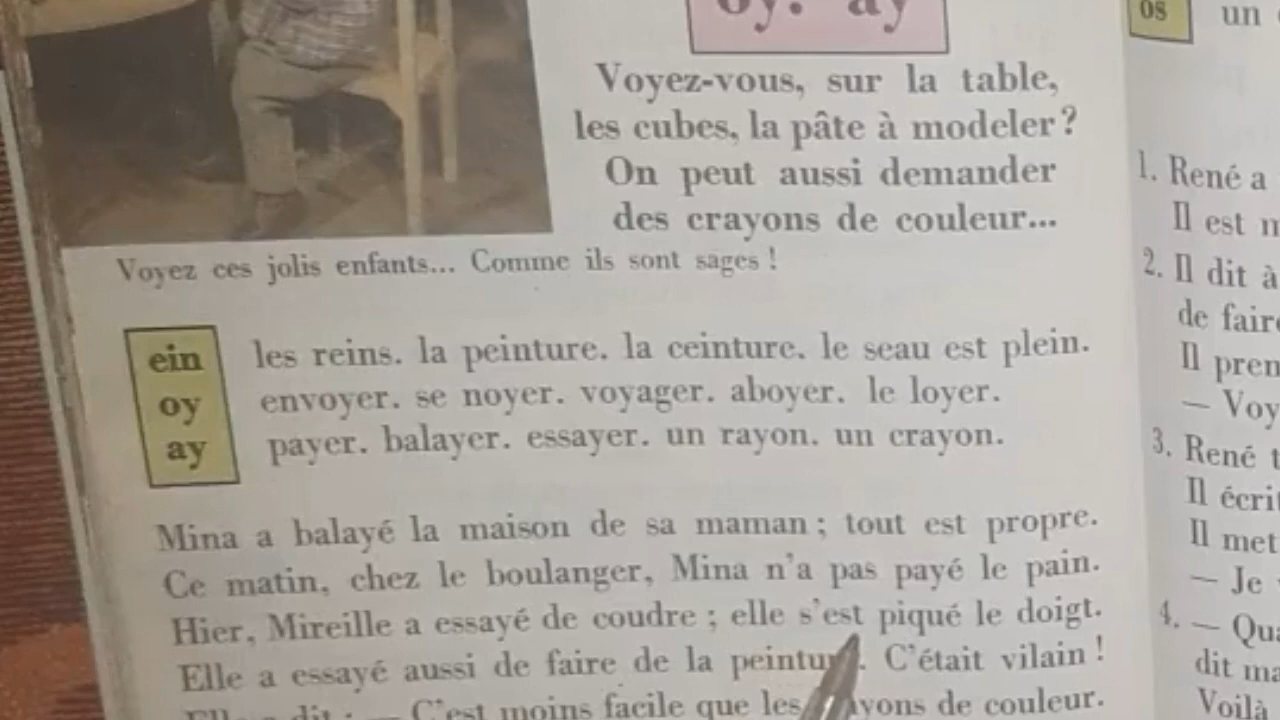 oy. ay
Voyez-vous, sur la table,
les cubes, la pâte à modeler ?
On peut aussi demander
des crayons de couleur...
Voyez ces jolis enfants... Comme ils sont sages !
ein
oy
ay
les reins. la peinture. la ceinture. le seau est plein.
envoyer. se noyer. voyager. aboyer. le loyer.
payer. balayer. essayer. un rayon. un crayon.
Mina a balayé la maison de sa maman ; tout est propre.
Ce matin, chez le boulanger, Mina n'a pas payé le pain.
Hier, Mireille a essayé de coudre ; elle s'est piqué le doigt.
Elle a essayé aussi de faire de la peintu . C'était vilain !
dit : — C'est moins facile que les yons de couleur.
os
un
1. René a
Il est
2. Il dit à
de
Il
—
3. René
Il
Il met
— Je
4. —
dit
Voilà